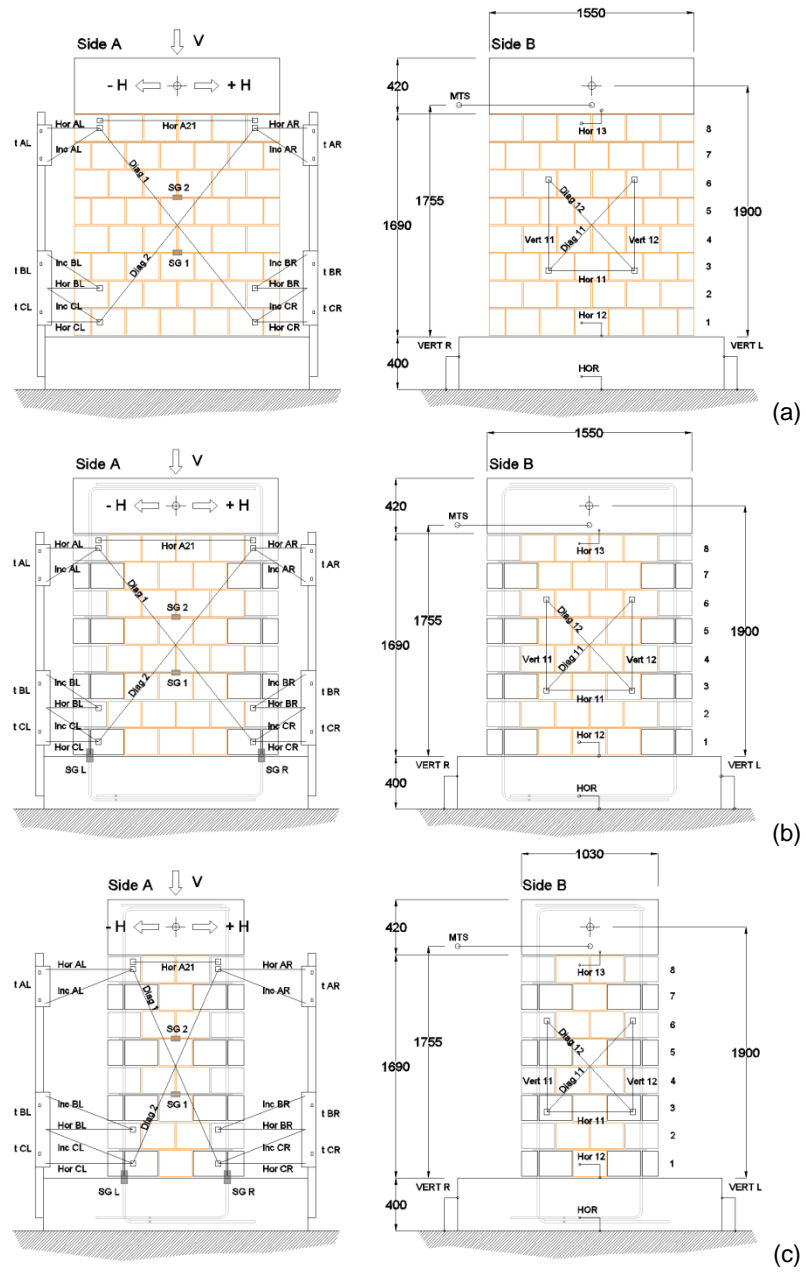 Side A
V
- H
+ H
Hor AL
Hor A21
Hor AR
t AL
t AR
Inc AL
Inc AR
Diag 1
SG 2
SG 1
Diag 2
t BL
Inc BL
Inc BR
t BR
Hor BL
Hor BR
t CL
Inc CL
Inc CR
t CR
Hor CL
Hor CR
1550
Side B
420
MTS
Hor 13
8
7
6
5
4
3
2
1
1690
1755
1900
Diag 12
Diag 11
Vert 11
Vert 12
Hor 11
Hor 12
VERT R
VERT L
400
HOR
(a)
Side A
V
- H
+ H
Hor AL
Hor A21
Hor AR
t AL
t AR
Inc AL
Inc AR
Diag 1
SG 2
SG 1
Diag 2
t BL
Inc BL
Inc BR
t BR
Hor BL
Hor BR
t CL
Inc CL
Inc CR
t CR
Hor CL
Hor CR
SG L
SG R
1550
Side B
420
MTS
Hor 13
8
7
6
5
4
3
2
1
1690
1755
1900
Diag 12
Diag 11
Vert 11
Vert 12
Hor 11
Hor 12
VERT R
VERT L
400
HOR
(b)
Side A
V
- H
+ H
Hor AL
Hor A21
Hor AR
t AL
t AR
Inc AL
Inc AR
Diag 1
SG 2
SG 1
Diag 2
t BL
Inc BL
Inc BR
t BR
Hor BL
Hor BR
t CL
Inc CL
Inc CR
t CR
Hor CL
Hor CR
SG L
SG R
1030
Side B
420
MTS
Hor 13
8
7
6
5
4
3
2
1
1690
1755
1900
Diag 12
Diag 11
Vert 11
Vert 12
Hor 11
Hor 12
VERT R
VERT L
400
HOR
(c)